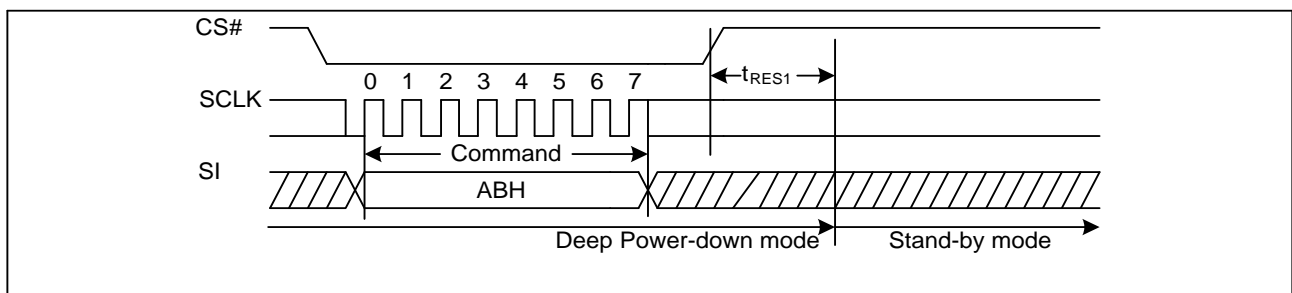 CS#
tRES1
0 1 2 3 4 5 6 7
SCLK
Command
SI
ABH
Deep Power-down mode Stand-by mode